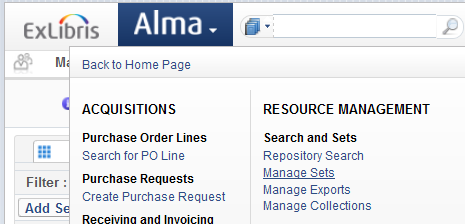 ExLibris Alma
Ma
Back to Home Page
ACQUISITIONS
Purchase Order Lines
Search for PO Line
Purchase Requests
Create Purchase Request
Receiving and Invoicing
RESOURCE MANAGEMENT
Search and Sets
Repository Search
Manage Sets
Manage Exports
Manage Collections
Filter :
Add Se